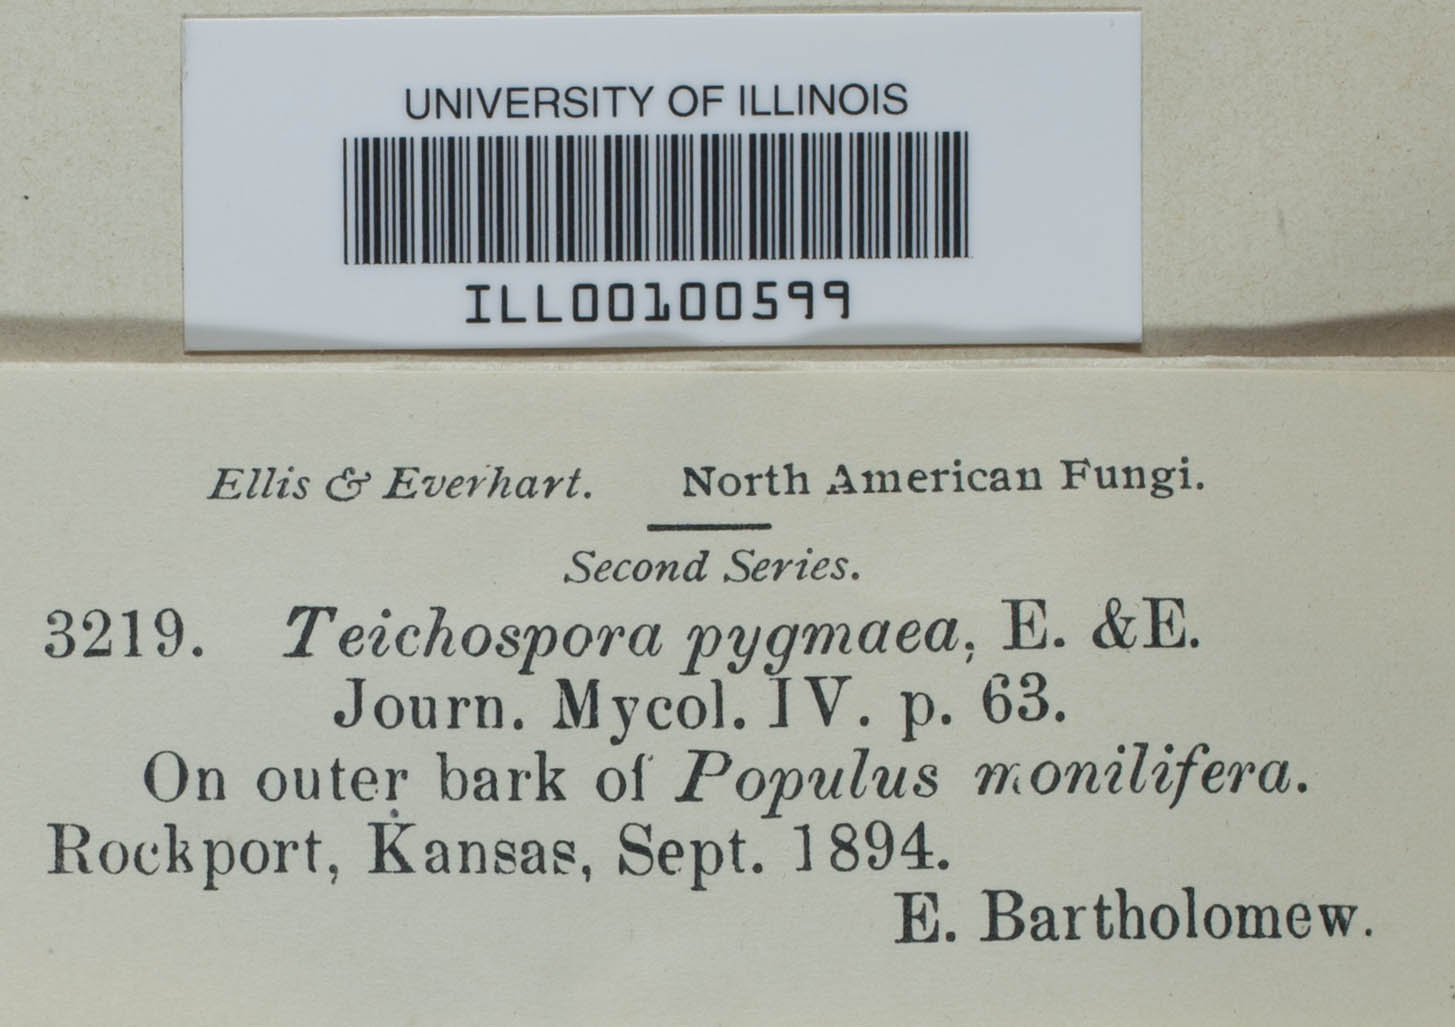 UNIVERSITY OF ILLINOIS
ILL00100599
Ellis & Everhart. North American Fungi.
Second Series.
3219. Teichospora pygmaea, E. &E.
Journ. Mycol. IV. p. 63.
On outer bark of Populus monilifera.
Rockport, Kansas, Sept. 1894.
E. Bartholomew.